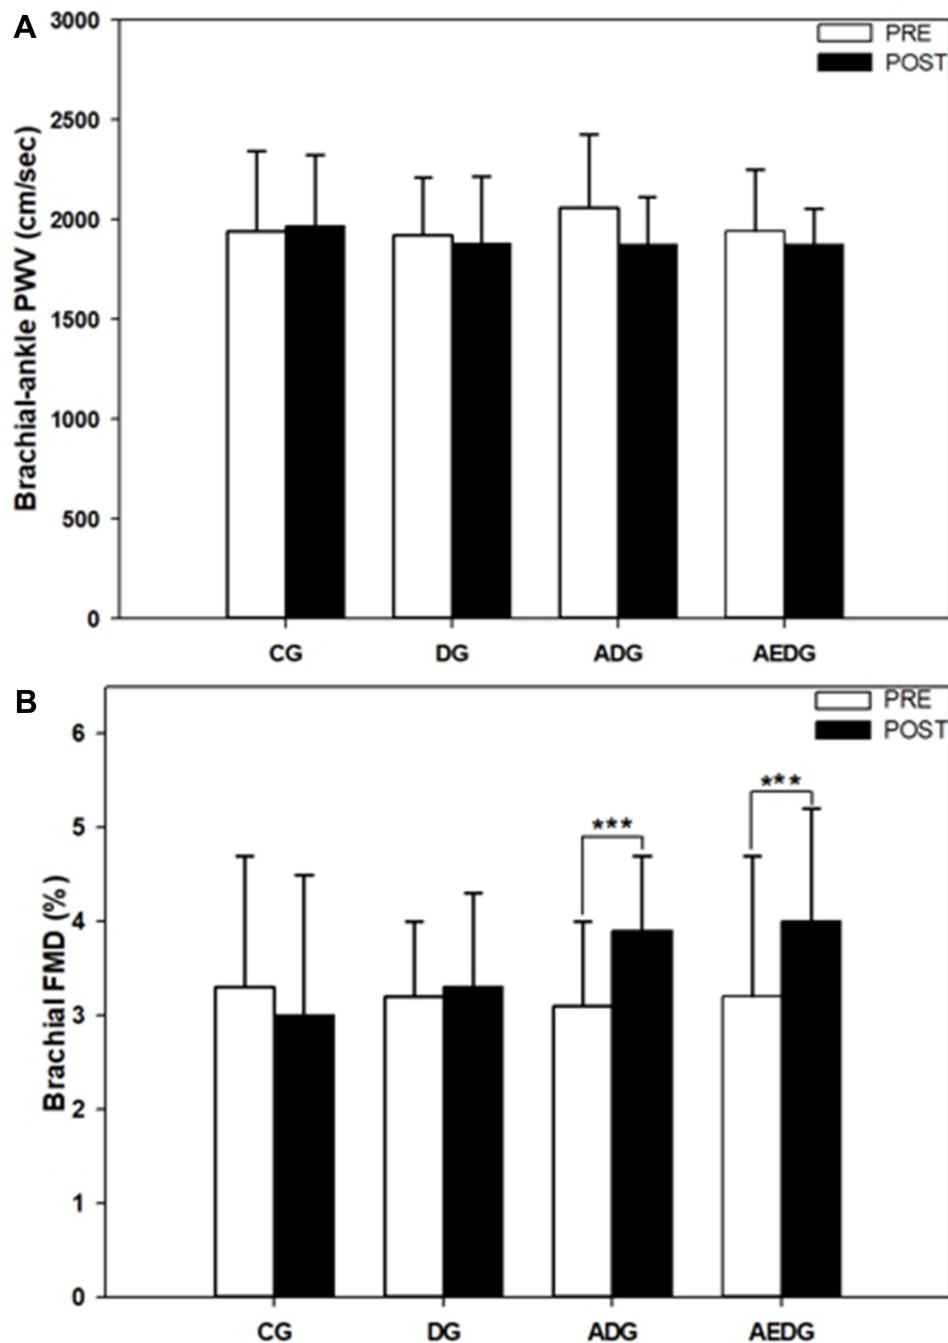 A
Brachial-ankle PWV (cm/sec)
3000
2500
2000
1500
1000
500
0
PRE
POST
CG DG ADG AEDG
B
Brachial FMD (%)
6
5
4
3
2
1
0
PRE
POST
***
***
CG DG ADG AEDG